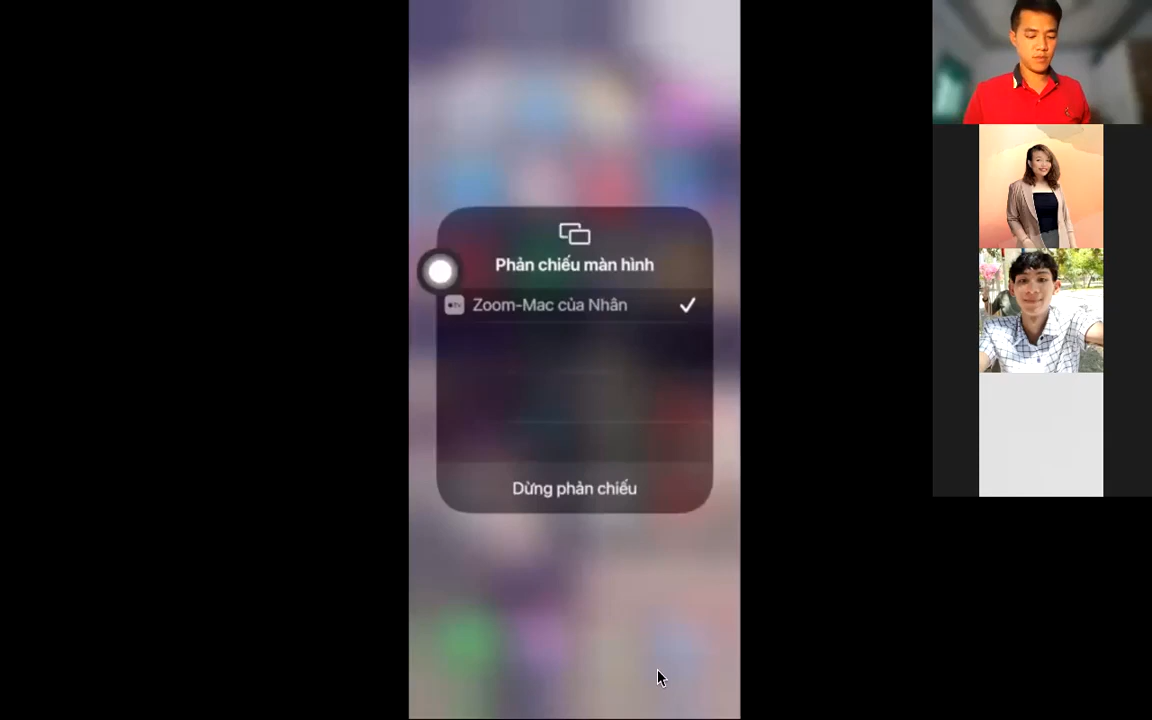 Phản chiếu màn hình
Zoom-Mac của Nhân
Dừng phản chiếu